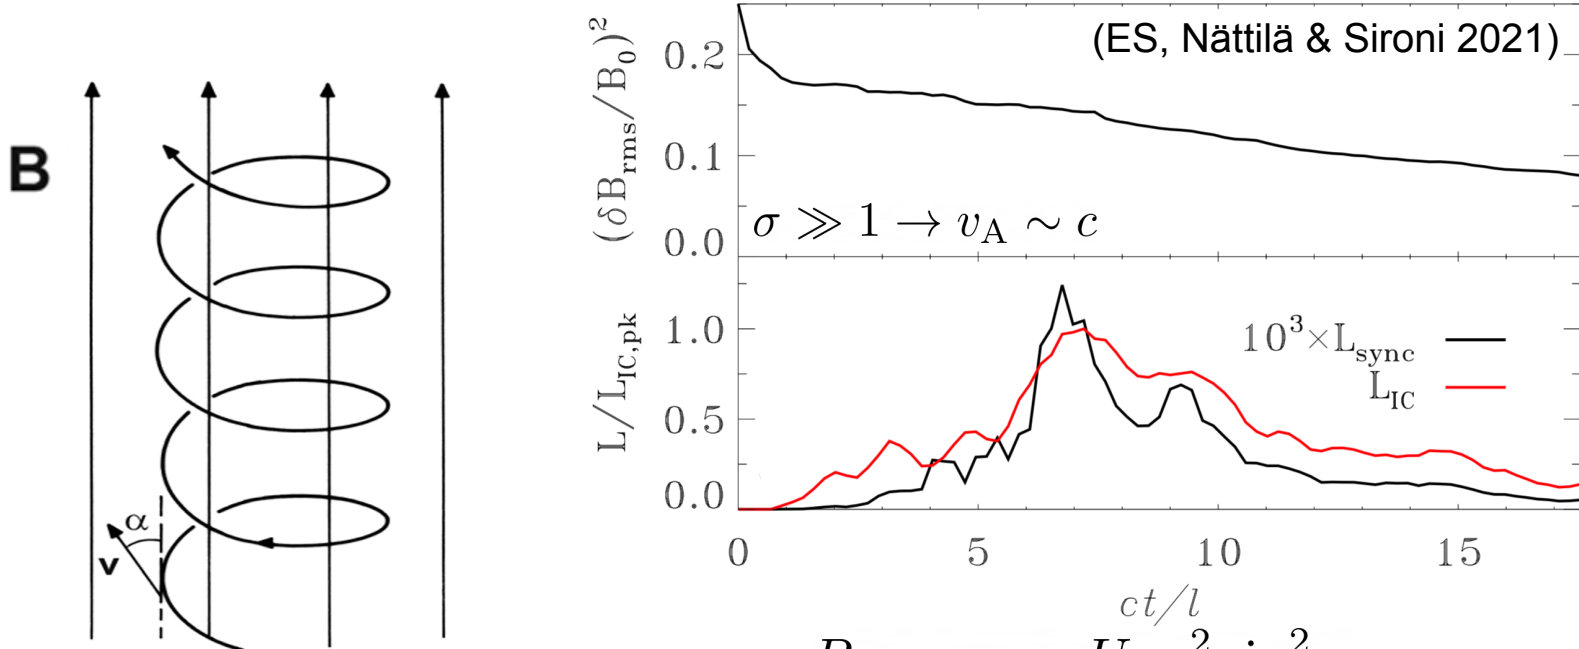 B
α
v
(ES, Nättilä & Sironi 2021)
(δB_rms/B_0)^2
0.2
0.1
0.0
σ ≫ 1 → v_A ∼ c
L/L_IC,pk
1.0
0.5
0.0
10^3×L_sync
L_IC
0 5 10 15
ct/l